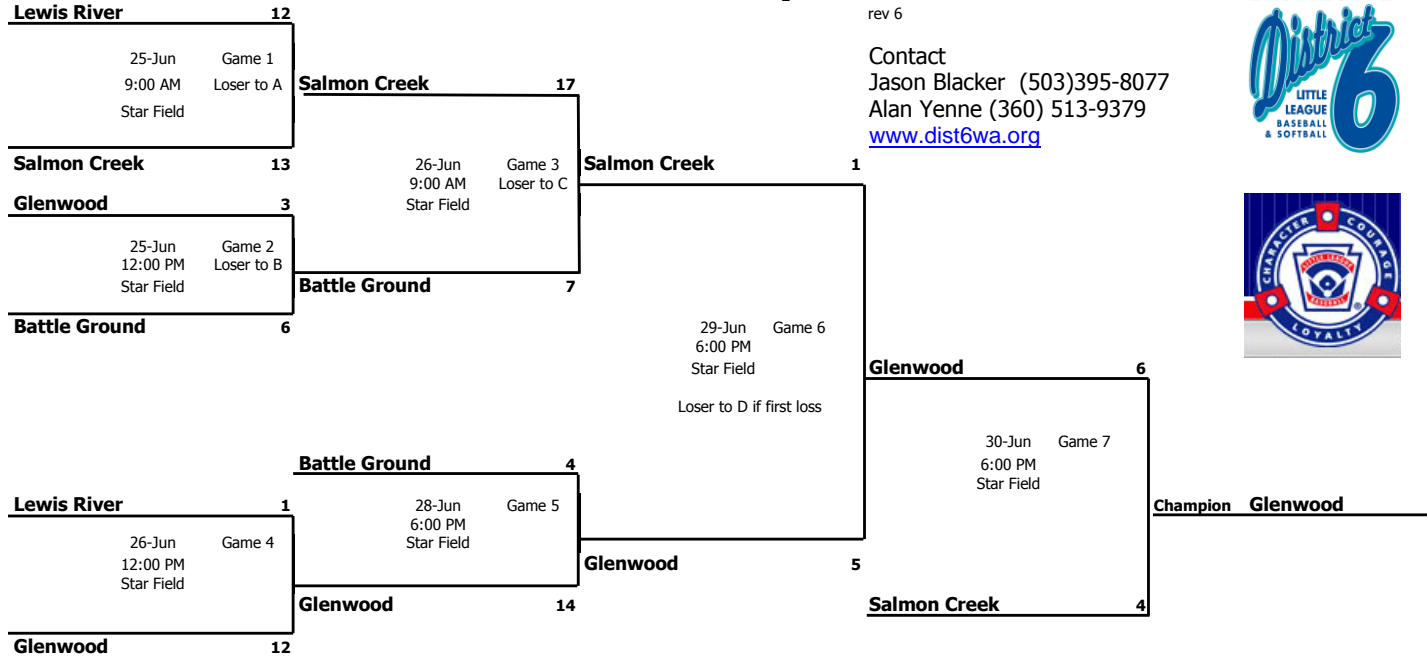 rev 6
Contact
Jason Blacker (503)395-8077
Alan Yenne (360) 513-9379
www.dist6wa.org
District 6
LITTLE
LEAGUE
BASEBALL
& SOFTBALL
CHARACTER COURAGE
LITTLE LEAGUE
BASEBALL
®
LOYALTY
Lewis River 12
25-Jun Game 1
9:00 AM Loser to A
Star Field
Salmon Creek 13
Glenwood 3
25-Jun Game 2
12:00 PM Loser to B
Star Field
Battle Ground 6
Salmon Creek 17
26-Jun Game 3
9:00 AM Loser to C
Star Field
Battle Ground 7
Lewis River 1
26-Jun Game 4
12:00 PM
Star Field
Glenwood 12
Battle Ground 4
28-Jun Game 5
6:00 PM
Star Field
Glenwood 14
Salmon Creek 1
29-Jun Game 6
6:00 PM
Star Field
Loser to D if first loss
Glenwood 5
Glenwood 6
30-Jun Game 7
6:00 PM
Star Field
Salmon Creek 4
Champion Glenwood